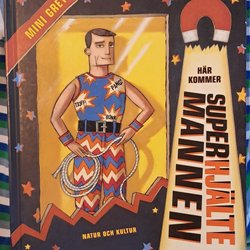 MINI GREY
HÄR
KOMMER
SUPERHJÄLTE
MANNEN
NATUR OCH KULTUR